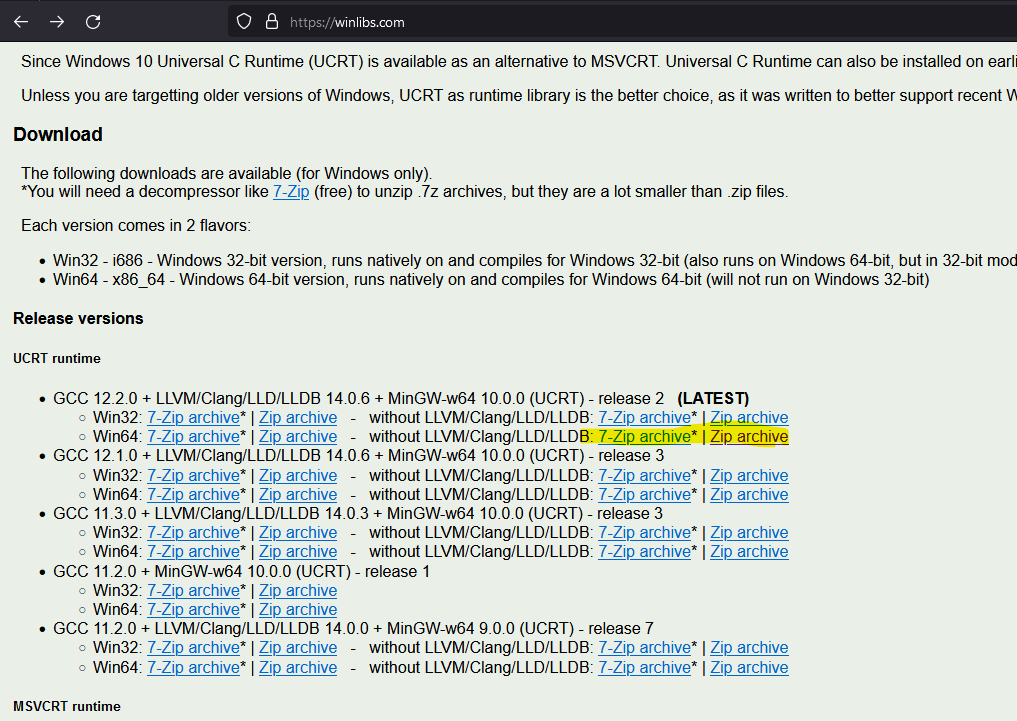 https://winlibs.com
Since Windows 10 Universal C Runtime (UCRT) is available as an alternative to MSVCRT. Universal C Runtime can also be installed on earli
Unless you are targetting older versions of Windows, UCRT as runtime library is the better choice, as it was written to better support recent W
Download
The following downloads are available (for Windows only).
*You will need a decompressor like 7-Zip (free) to unzip .7z archives, but they are a lot smaller than .zip files.
Each version comes in 2 flavors:
• Win32 - i686 - Windows 32-bit version, runs natively on and compiles for Windows 32-bit (also runs on Windows 64-bit, but in 32-bit mod
• Win64 - x86_64 - Windows 64-bit version, runs natively on and compiles for Windows 64-bit (will not run on Windows 32-bit)
Release versions
UCRT runtime
• GCC 12.2.0 + LLVM/Clang/LLD/LLDB 14.0.6 + MinGW-w64 10.0.0 (UCRT) - release 2 (LATEST)
○ Win32: 7-Zip archive* | Zip archive - without LLVM/Clang/LLD/LLDB: 7-Zip archive* | Zip archive
○ Win64: 7-Zip archive* | Zip archive - without LLVM/Clang/LLD/LLDB: 7-Zip archive* | Zip archive
• GCC 12.1.0 + LLVM/Clang/LLD/LLDB 14.0.6 + MinGW-w64 10.0.0 (UCRT) - release 3
○ Win32: 7-Zip archive* | Zip archive - without LLVM/Clang/LLD/LLDB: 7-Zip archive* | Zip archive
○ Win64: 7-Zip archive* | Zip archive - without LLVM/Clang/LLD/LLDB: 7-Zip archive* | Zip archive
• GCC 11.3.0 + LLVM/Clang/LLD/LLDB 14.0.3 + MinGW-w64 10.0.0 (UCRT) - release 3
○ Win32: 7-Zip archive* | Zip archive - without LLVM/Clang/LLD/LLDB: 7-Zip archive* | Zip archive
○ Win64: 7-Zip archive* | Zip archive - without LLVM/Clang/LLD/LLDB: 7-Zip archive* | Zip archive
• GCC 11.2.0 + MinGW-w64 10.0.0 (UCRT) - release 1
○ Win32: 7-Zip archive* | Zip archive
○ Win64: 7-Zip archive* | Zip archive
• GCC 11.2.0 + LLVM/Clang/LLD/LLDB 14.0.0 + MinGW-w64 9.0.0 (UCRT) - release 7
○ Win32: 7-Zip archive* | Zip archive - without LLVM/Clang/LLD/LLDB: 7-Zip archive* | Zip archive
○ Win64: 7-Zip archive* | Zip archive - without LLVM/Clang/LLD/LLDB: 7-Zip archive* | Zip archive
MSVCRT runtime